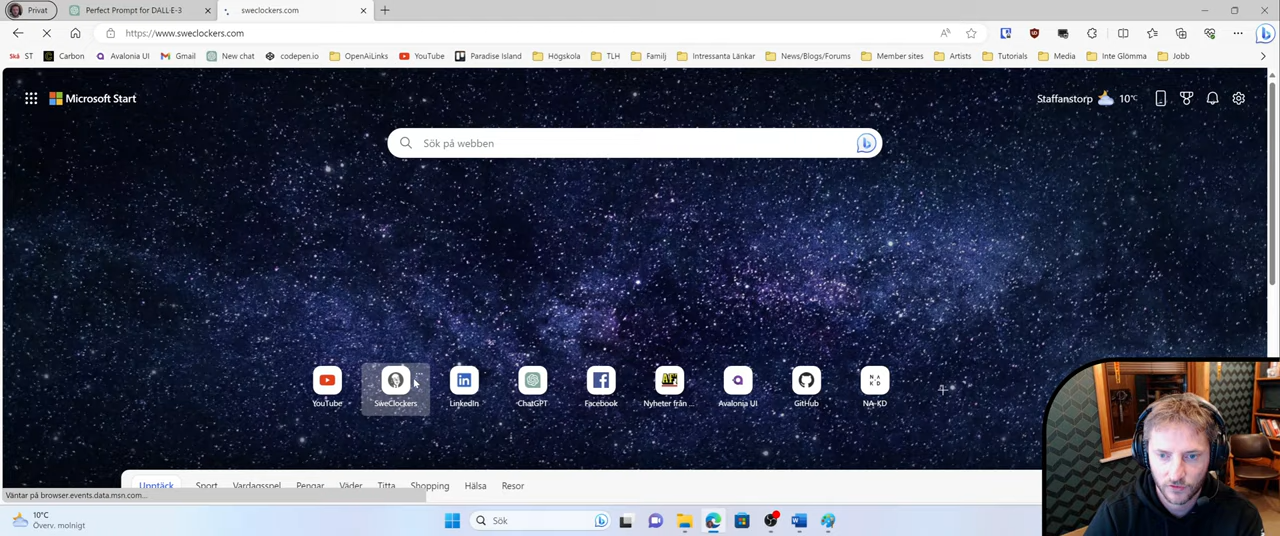 Privat
Perfect Prompt for DALL·E-3
sweclockers.com
https://www.sweclockers.com
ST
Carbon
Avalonia UI
Gmail
New chat
codepen.io
OpenAiLinks
YouTube
Paradise Island
Högskola
TLH
Familj
Intressanta Länkar
News/Blogs/Forums
Member sites
Artists
Tutorials
Media
Inte Glömma
Jobb
Microsoft Start
Staffanstorp
10°C
Sök på webben
YouTube
SweClockers
LinkedIn
ChatGPT
Facebook
Nyheter från ...
Avalonia UI
GitHub
NA-KD
Upptäck
Sport
Vardagsspel
Pengar
Väder
Titta
Shopping
Hälsa
Resor
Väntar på browser.events.data.msn.com...
10°C
Överv. molnigt
Sök